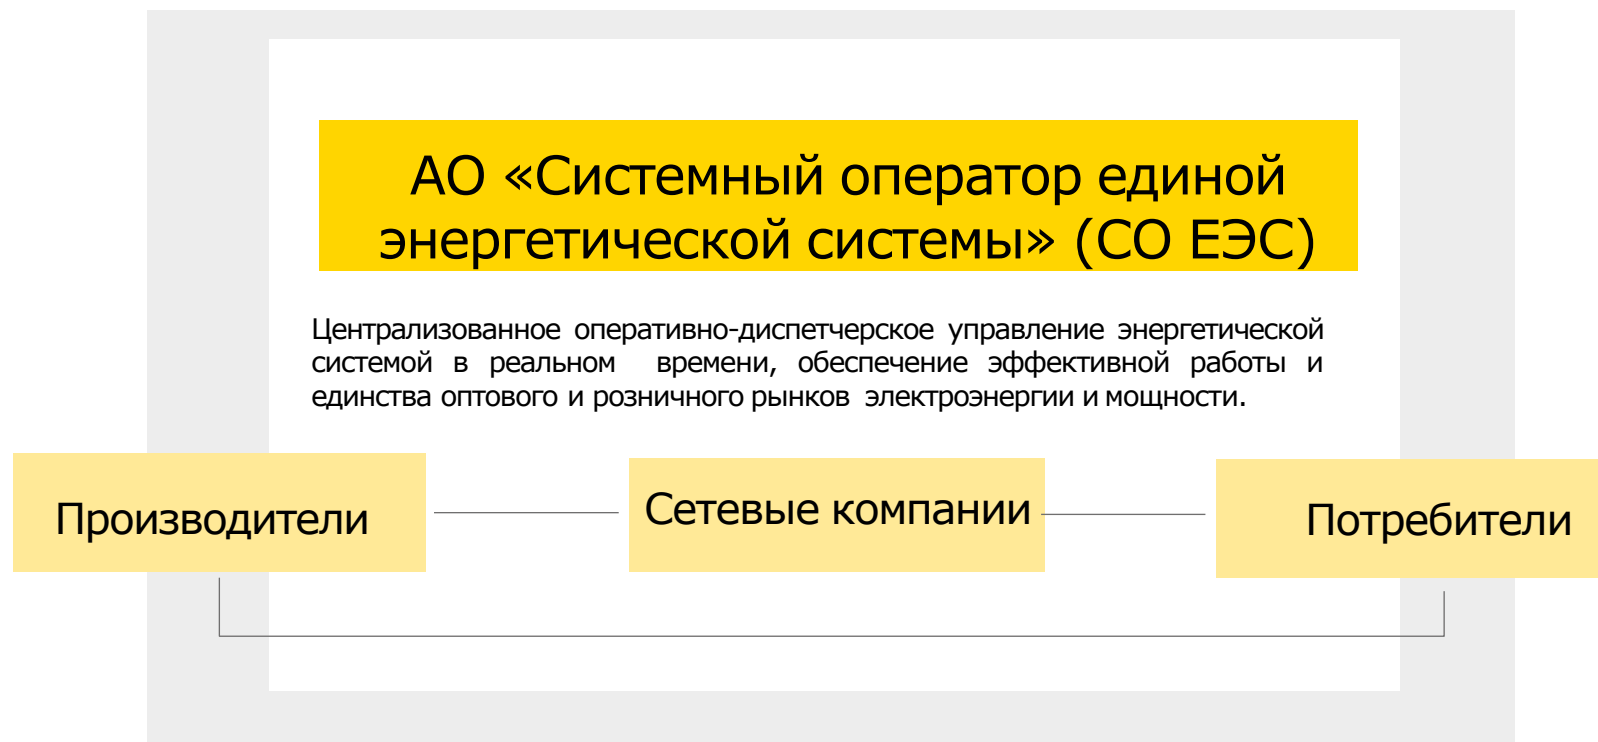 АО «Системный оператор единой
энергетической системы» (СО ЕЭС)
Централизованное оперативно-диспетчерское управление энергетической
системой в реальном времени, обеспечение эффективной работы и
единства оптового и розничного рынков электроэнергии и мощности.
Производители
Сетевые компании
Потребители